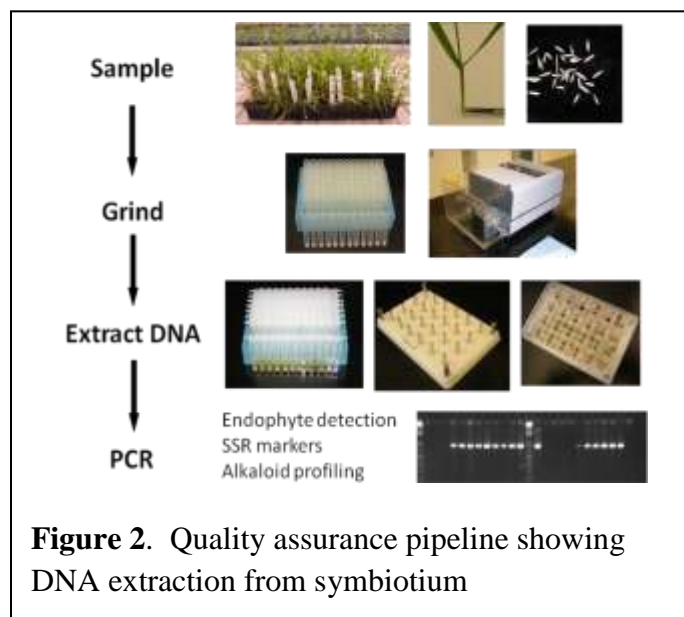 Sample
Grind
Extract DNA
Endophyte detection
SSR markers
Alkaloid profiling
PCR
Figure 2. Quality assurance pipeline showing
DNA extraction from symbiotium